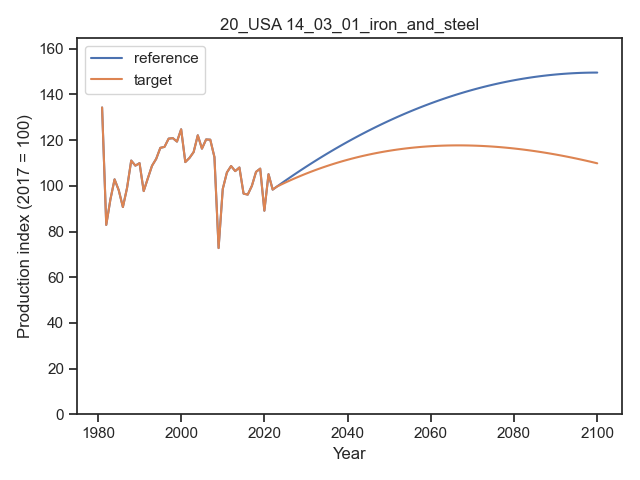 20_USA 14_03_01_iron_and_steel
reference
target
Production index (2017 = 100)
160
140
120
100
80
60
40
20
0
1980 2000 2020 2040 2060 2080 2100
Year